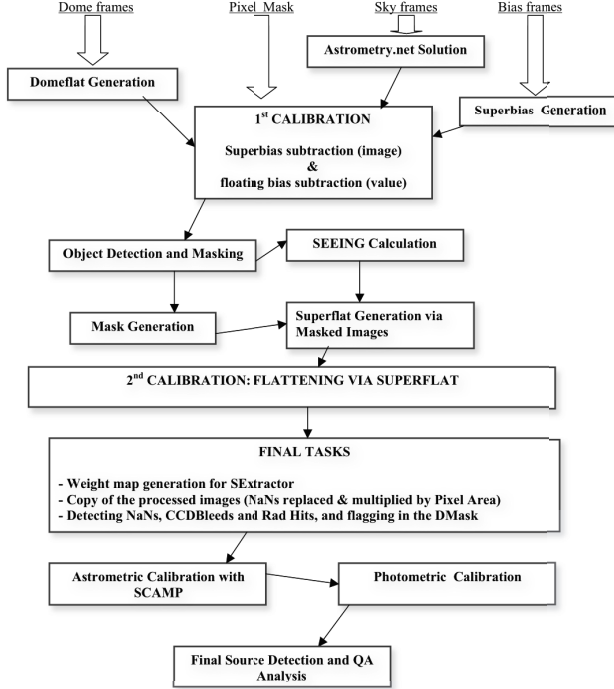 Dome frames
Pixel Mask
Sky frames
Bias frames
Astrometry.net Solution
Domeflat Generation
Superbias Generation
1st CALIBRATION
Superbias subtraction (image)
&
floating bias subtraction (value)
Object Detection and Masking
SEEING Calculation
Mask Generation
Superflat Generation via
Masked Images
2nd CALIBRATION: FLATTENING VIA SUPERFLAT
FINAL TASKS
- Weight map generation for SExtractor
- Copy of the processed images (NaNs replaced & multiplied by Pixel Area)
- Detecting NaNs, CCDBleeds and Rad Hits, and flagging in the DMask
Astrometric Calibration with
SCAMP
Photometric Calibration
Final Source Detection and QA
Analysis